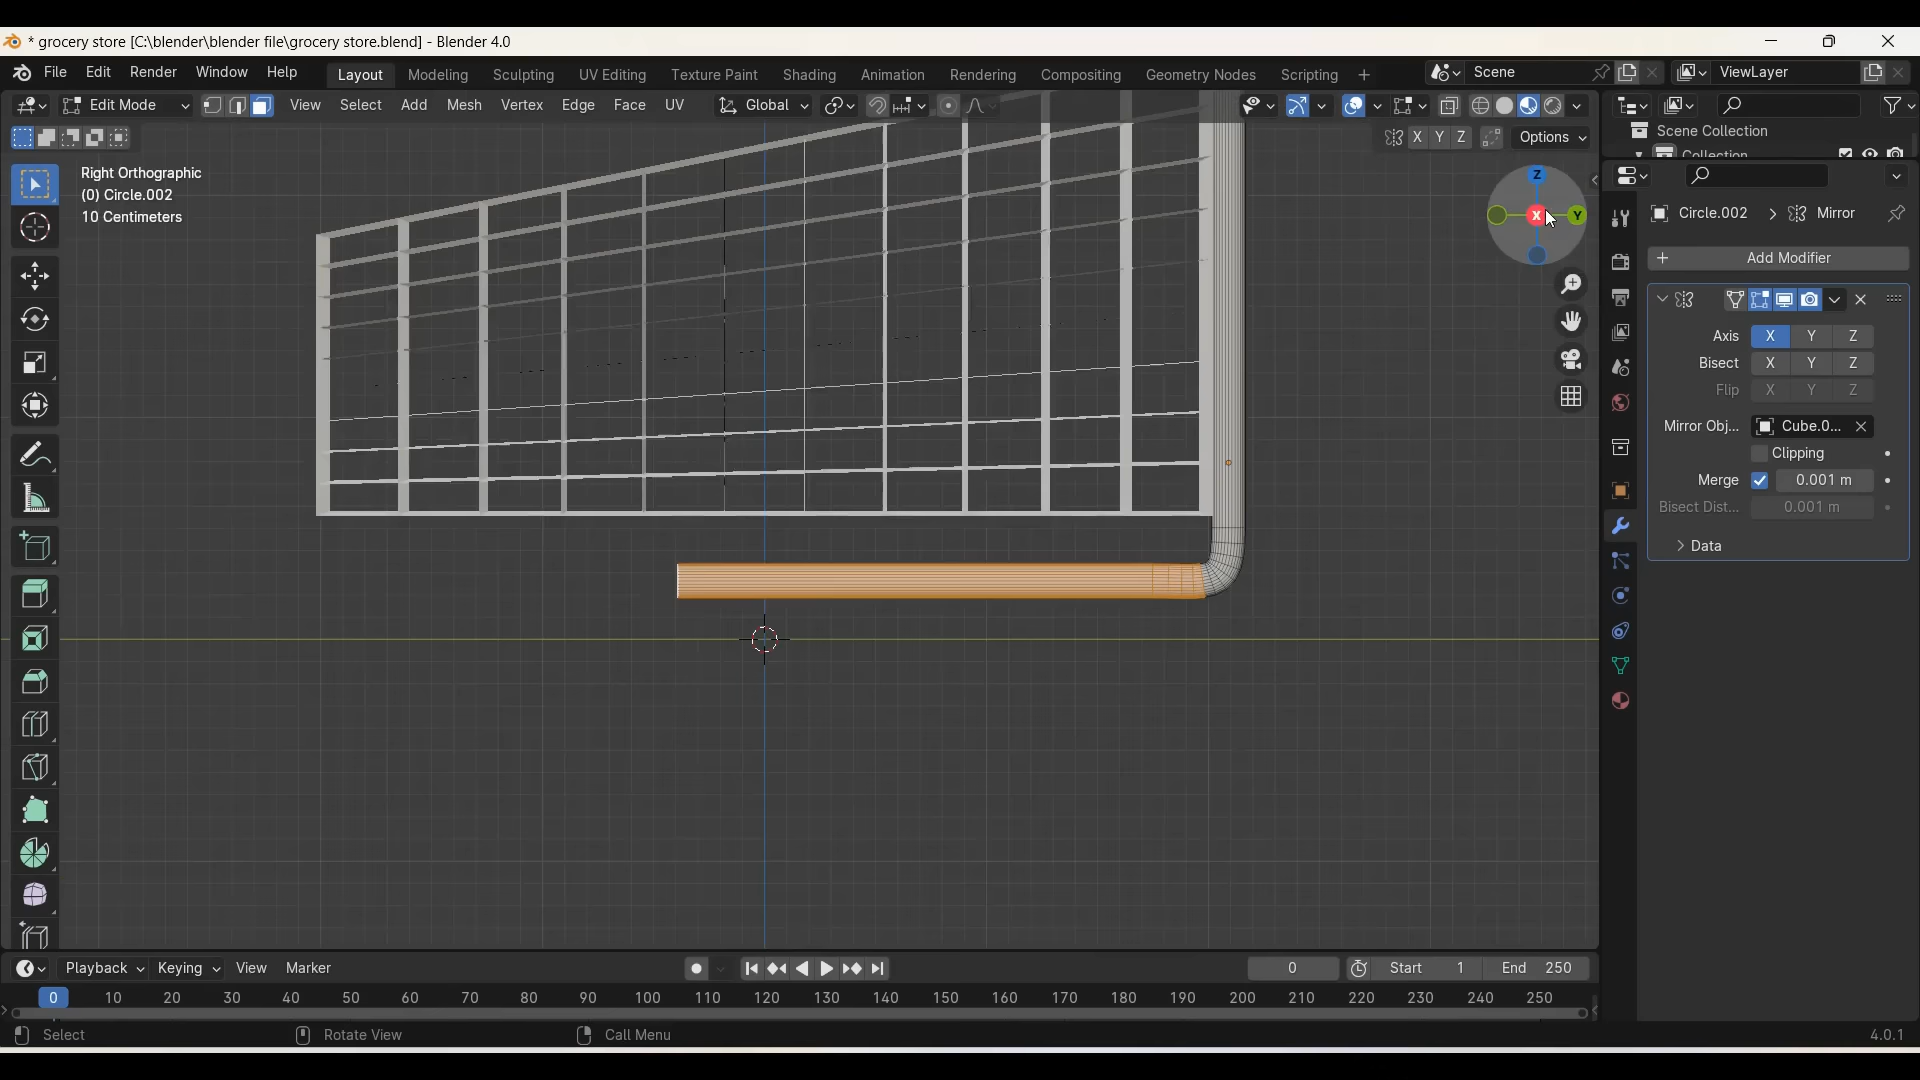 * grocery store [C:\blender\blender file\grocery store.blend] - Blender 4.0
File Edit Render Window Help Layout Modeling Sculpting UV Editing Texture Paint Shading Animation Rendering Compositing Geometry Nodes Scripting + Scene ViewLayer
Edit Mode View Select Add Mesh Vertex Edge Face UV Global
Scene Collection
X Y Z Options
Collection
Right Orthographic
(0) Circle.002
10 Centimeters
Z
X Y
Circle.002 > Mirror
+ Add Modifier
Axis X Y Z
Bisect X Y Z
Flip X Y Z
Mirror Obj... Cube.0...
Clipping
Merge 0.001 m
Bisect Dist... 0.001 m
Data
Playback Keying View Marker 0 Start 1 End 250
0 10 20 30 40 50 60 70 80 90 100 110 120 130 140 150 160 170 180 190 200 210 220 230 240 250
Select Rotate View Call Menu 4.0.1